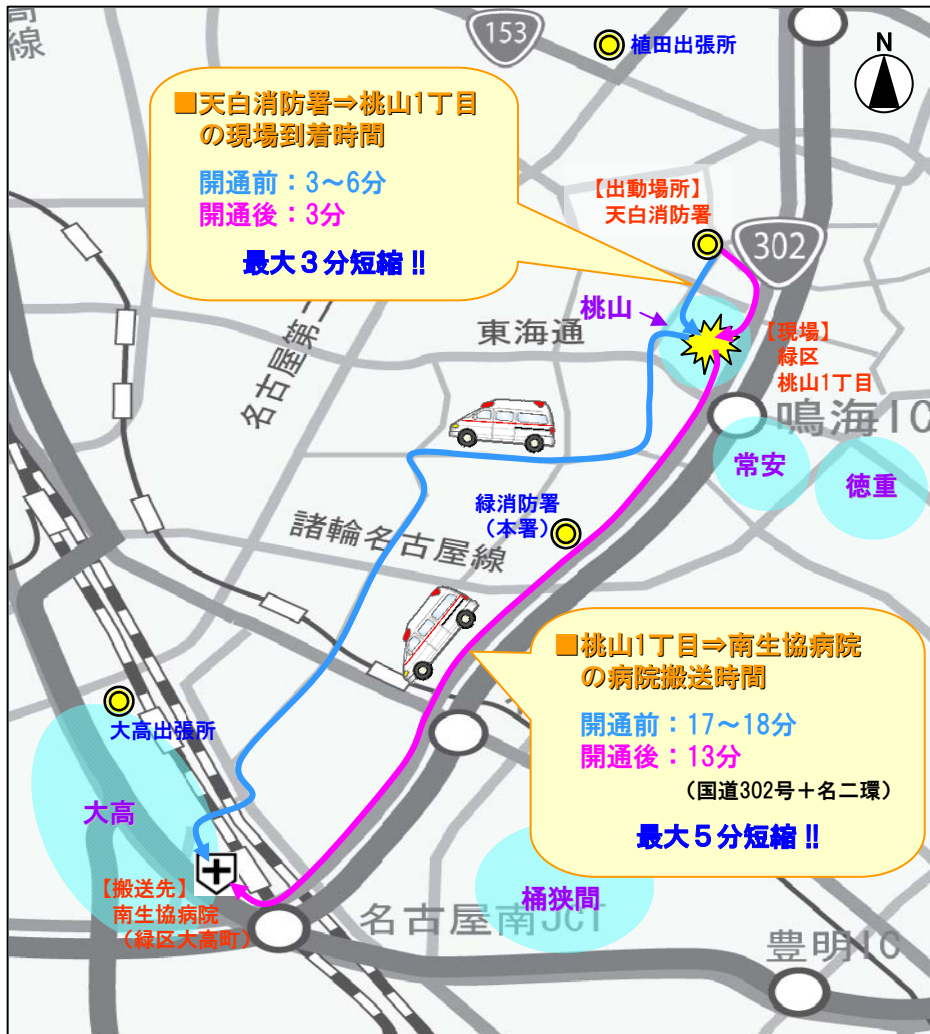 153
植田出張所
N
■天白消防署⇒桃山1丁目
の現場到着時間
開通前：3～6分
開通後：3分
最大3分短縮!!
【出動場所】
天白消防署
302
桃山
東海通
【現場】
緑区
桃山1丁目
名古屋第二
鳴海IC
常安
徳重
緑消防署
（本署）
諸輪名古屋線
■桃山1丁目⇒南生協病院
の病院搬送時間
開通前：17～18分
開通後：13分
（国道302号＋名二環）
最大5分短縮!!
大高出張所
大高
【搬送先】
南生協病院
（緑区大高町）
桶狭間
名古屋南JCT
豊明IC